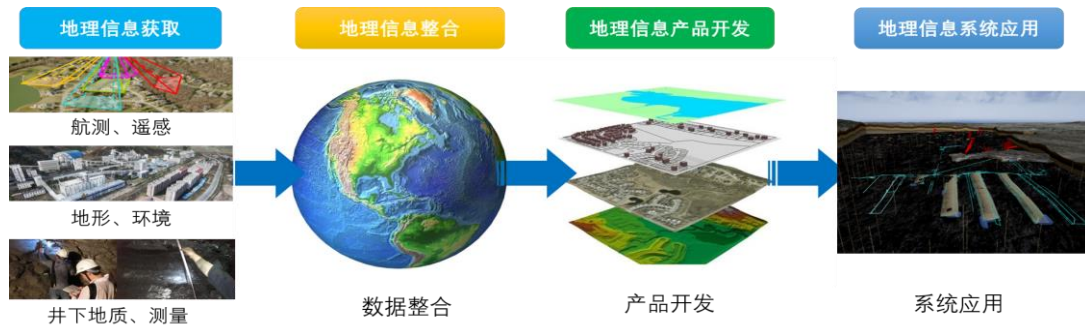 地理信息获取
地理信息整合
地理信息产品开发
地理信息系统应用
航测、遥感
地形、环境
井下地质、测量
数据整合
产品开发
系统应用